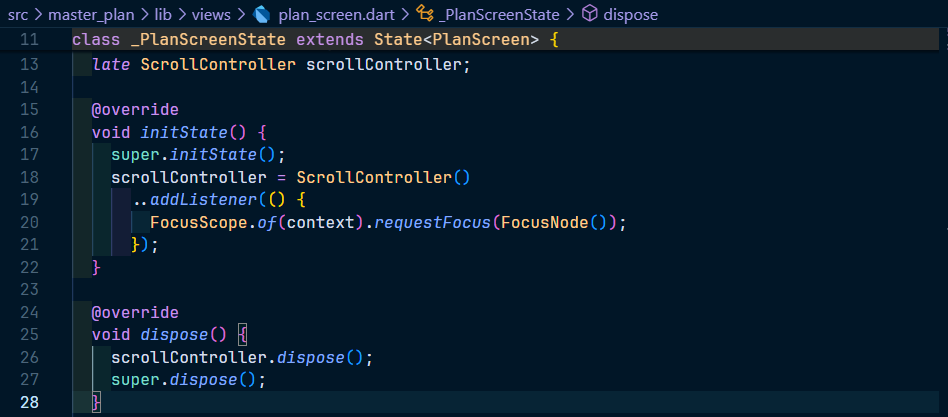 src > master_plan > lib > views > plan_screen.dart > _PlanScreenState > dispose
11 class _PlanScreenState extends State<PlanScreen> {
13   late ScrollController scrollController;
14
15   @override
16   void initState() {
17     super.initState();
18     scrollController = ScrollController()
19       ..addListener(() {
20         FocusScope.of(context).requestFocus(FocusNode());
21       });
22   }
23
24   @override
25   void dispose() {
26     scrollController.dispose();
27     super.dispose();
28   }